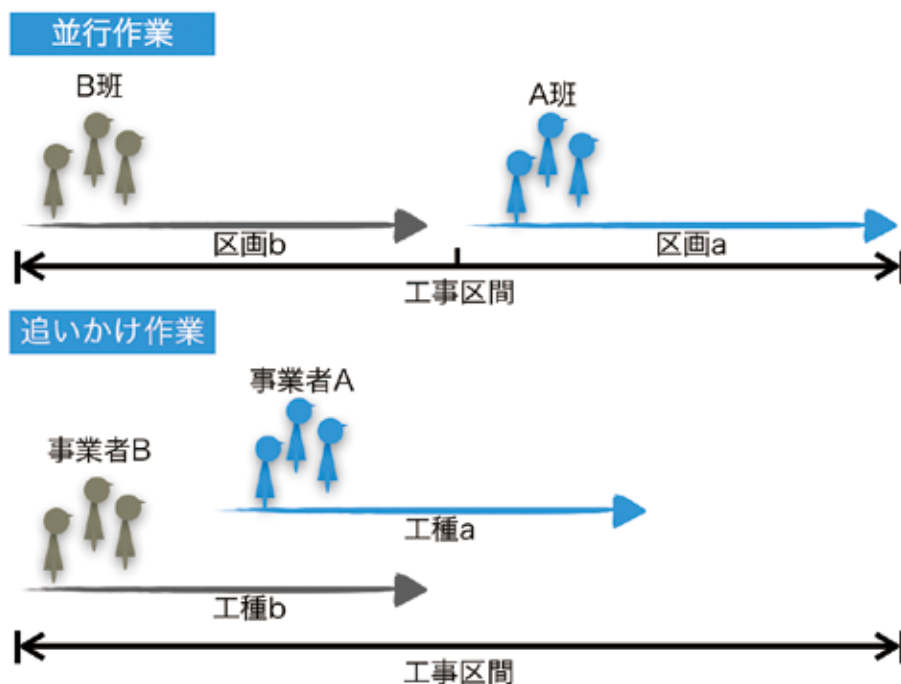 並行作業
B班
A班
区画b
区画a
工事区間
追いかけ作業
事業者A
事業者B
工種a
工種b
工事区間